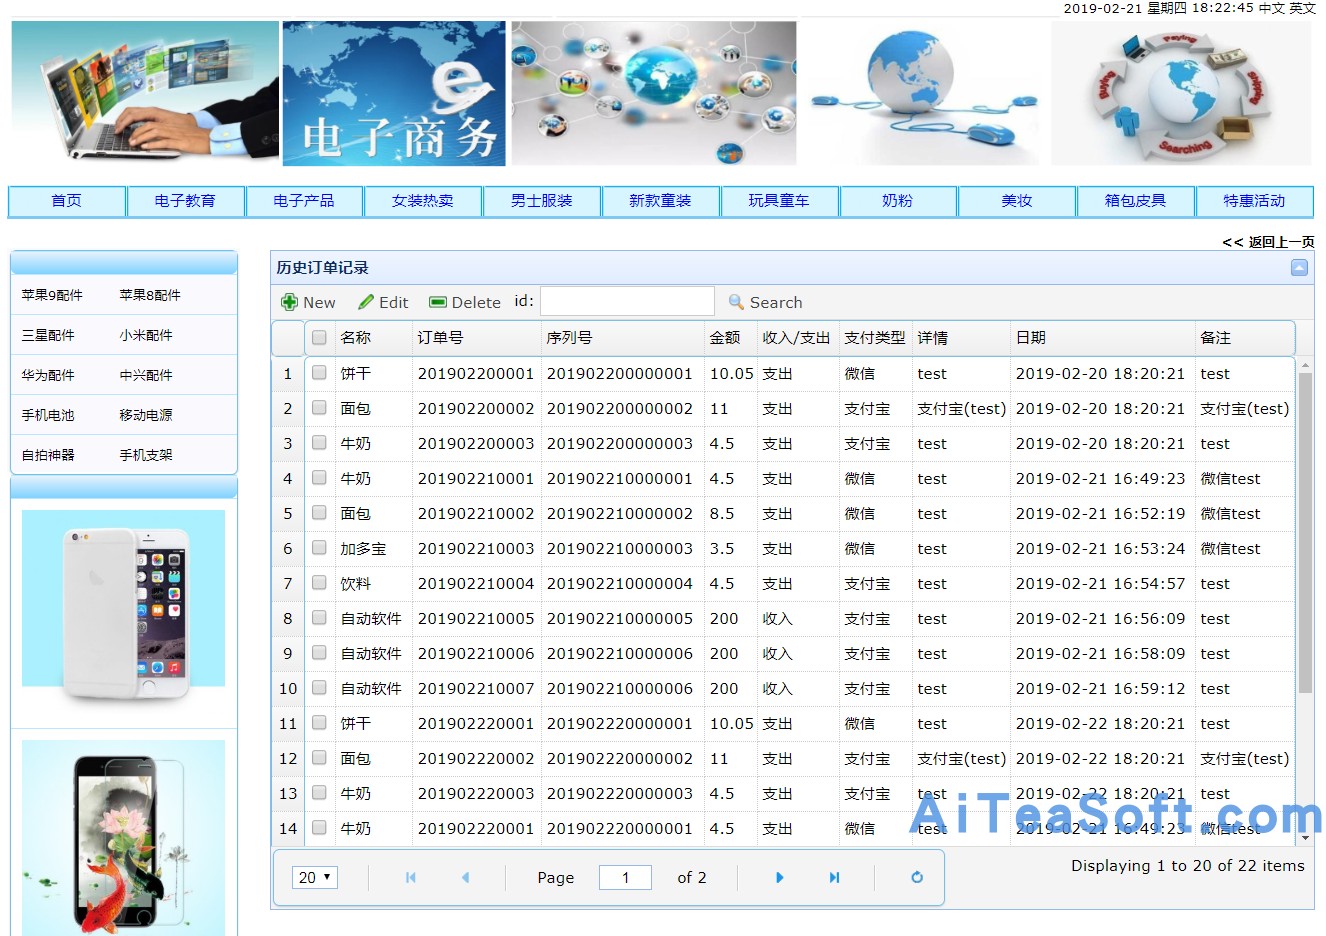 2019-02-21 星期四 18:22:45 中文 英文
电子商务
Paying
Buying
Shipping
Searching
首页 电子教育 电子产品 女装热卖 男士服装 新款童装 玩具童车 奶粉 美妆 箱包皮具 特惠活动
<< 返回上一页
苹果9配件 苹果8配件
三星配件 小米配件
华为配件 中兴配件
手机电池 移动电源
自拍神器 手机支架
历史订单记录
New Edit Delete id: Search
名称 订单号 序列号 金额 收入/支出 支付类型 详情 日期 备注
1 饼干 201902200001 201902200000001 10.05 支出 微信 test 2019-02-20 18:20:21 test
2 面包 201902200002 201902200000002 11 支出 支付宝 支付宝(test) 2019-02-20 18:20:21 支付宝(test)
3 牛奶 201902200003 201902200000003 4.5 支出 支付宝 test 2019-02-20 18:20:21 test
4 牛奶 201902210001 201902210000001 4.5 支出 微信 test 2019-02-21 16:49:23 微信test
5 面包 201902210002 201902210000002 8.5 支出 微信 test 2019-02-21 16:52:19 微信test
6 加多宝 201902210003 201902210000003 3.5 支出 微信 test 2019-02-21 16:53:24 微信test
7 饮料 201902210004 201902210000004 4.5 支出 支付宝 test 2019-02-21 16:54:57 test
8 自动软件 201902210005 201902210000005 200 收入 支付宝 test 2019-02-21 16:56:09 test
9 自动软件 201902210006 201902210000006 200 收入 支付宝 test 2019-02-21 16:58:09 test
10 自动软件 201902210007 201902210000006 200 收入 支付宝 test 2019-02-21 16:59:12 test
11 饼干 201902220001 201902220000001 10.05 支出 微信 test 2019-02-22 18:20:21 test
12 面包 201902220002 201902220000002 11 支出 支付宝 支付宝(test) 2019-02-22 18:20:21 支付宝(test)
13 牛奶 201902220003 201902220000003 4.5 支出 支付宝 test 2019-02-22 18:20:21 test
14 牛奶 201902220001 201902220000001 4.5 支出 微信 test 2019-02-21 16:49:23 微信test
AiTeaSoft.com
20 Page 1 of 2 Displaying 1 to 20 of 22 items